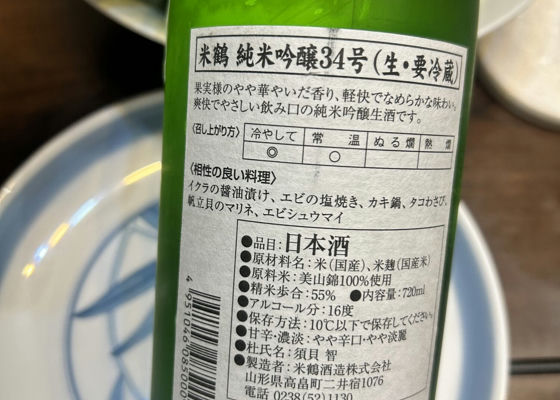 米鶴 純米吟醸34号(生・要冷蔵)
果実様のやや華やいだ香り、軽快でなめらかな味わい。
爽快でやさしい飲み口の純米吟醸生酒です。
〈召し上がり方〉 冷やして 常温 ぬる燗 熱燗
◎ ○
〈相性の良い料理〉
イクラの醤油漬け、エビの塩焼き、カキ鍋、タコわさび、
帆立貝のマリネ、エビシュウマイ
●品目:日本酒
●原材料名:米(国産)、米麹(国産米)
●原料米:美山錦100%使用
●精米歩合:55% ●内容量:720ml
●アルコール分:16度
●保存方法:10℃以下で保存してください。
●甘辛・濃淡:やや辛口・やや淡麗
●杜氏名:須貝 智
●製造者:米鶴酒造株式会社
山形県高畠町二井宿1076
電話 0238(52)1130
4 951046 08500